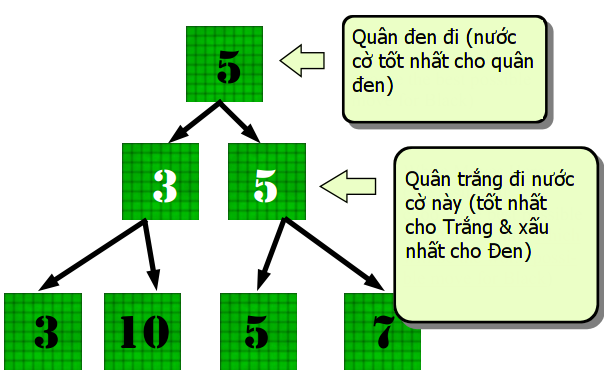 5
Quân đen đi (nước
cờ tốt nhất cho quân
đen)
3
5
Quân trắng đi nước
cờ này (tốt nhất
cho Trắng & xấu
nhất cho Đen)
3
10
5
7